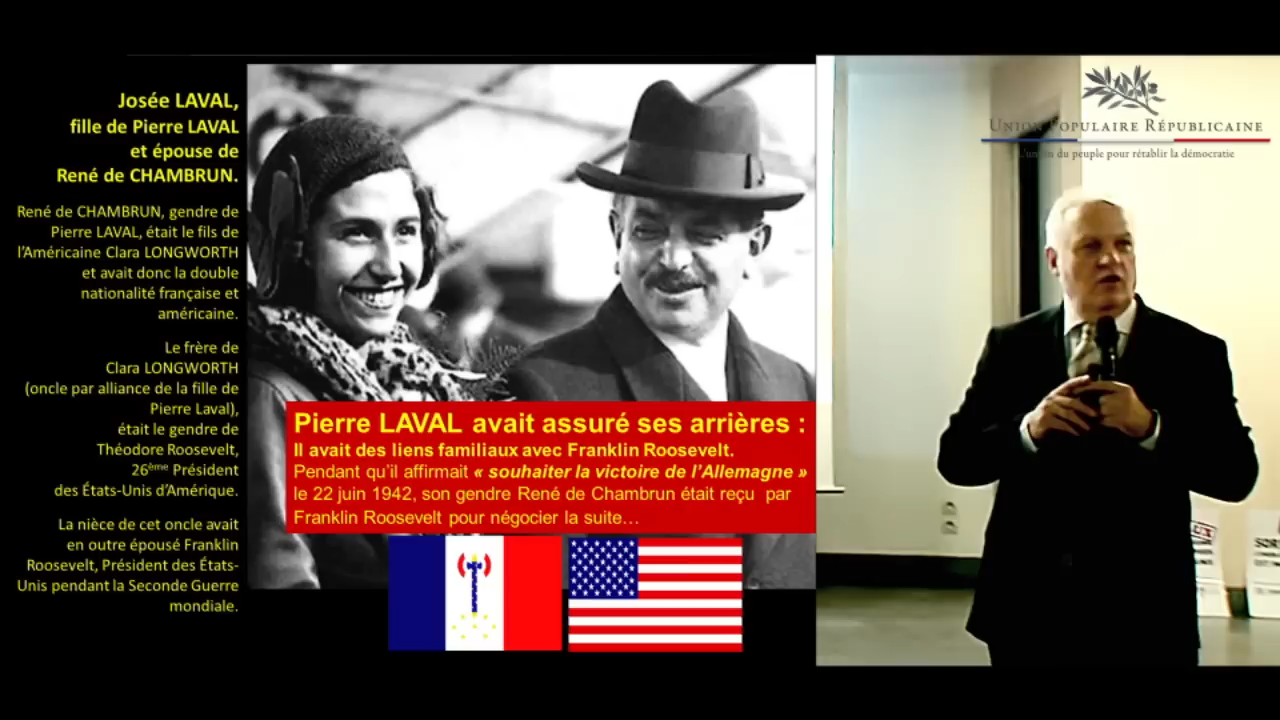 Josée LAVAL,
fille de Pierre LAVAL
et épouse de
René de CHAMBRUN.
René de CHAMBRUN, gendre de
Pierre LAVAL, était le fils de
l'Américaine Clara LONGWORTH
et avait donc la double
nationalité française et
américaine.
Le frère de
Clara LONGWORTH
(oncle par alliance de la fille de
Pierre Laval),
était le gendre de
Théodore Roosevelt,
26ème Président
des États-Unis d'Amérique.
La nièce de cet oncle avait
en outre épousé Franklin
Roosevelt, Président des États-
Unis pendant la Seconde Guerre
mondiale.
Pierre LAVAL avait assuré ses arrières :
Il avait des liens familiaux avec Franklin Roosevelt.
Pendant qu'il affirmait « souhaiter la victoire de l'Allemagne »
le 22 juin 1942, son gendre René de Chambrun était reçu par
Franklin Roosevelt pour négocier la suite…
UNION POPULAIRE RÉPUBLICAINE
L'union du peuple pour rétablir la démocratie